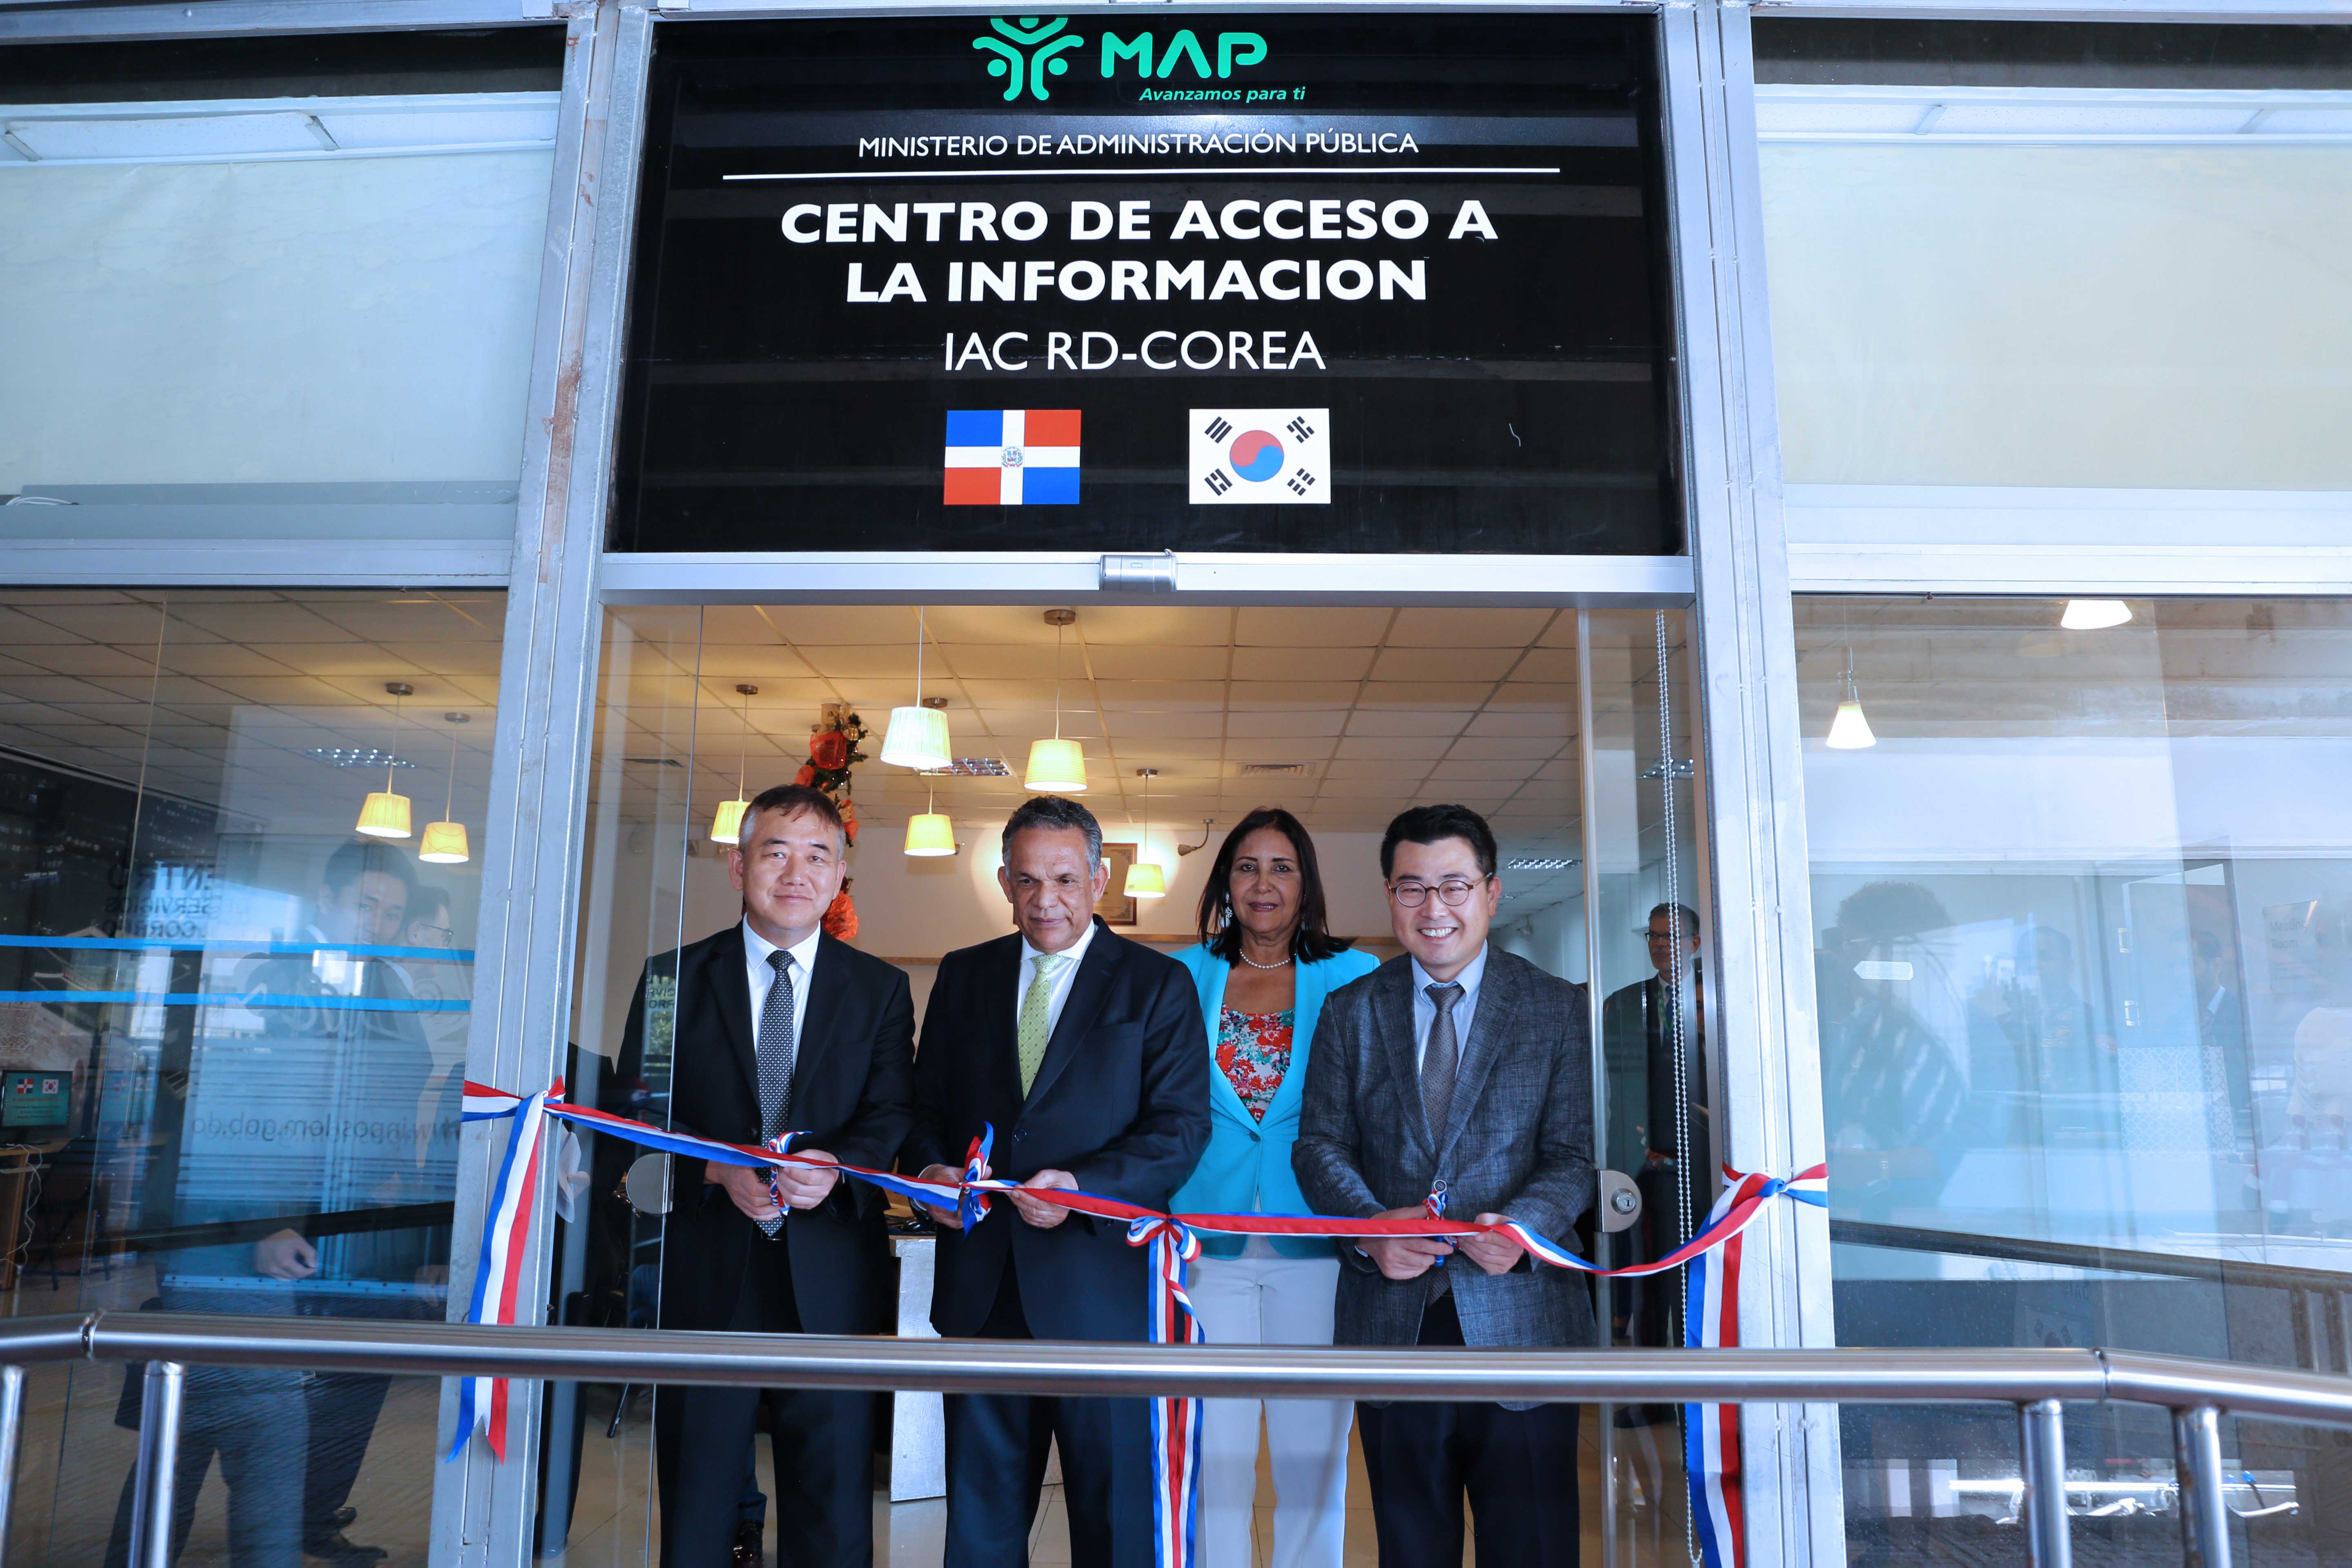 MAP
Avanzamos para ti
MINISTERIO DE ADMINISTRACIÓN PÚBLICA
CENTRO DE ACCESO A
LA INFORMACION
IAC RD-COREA